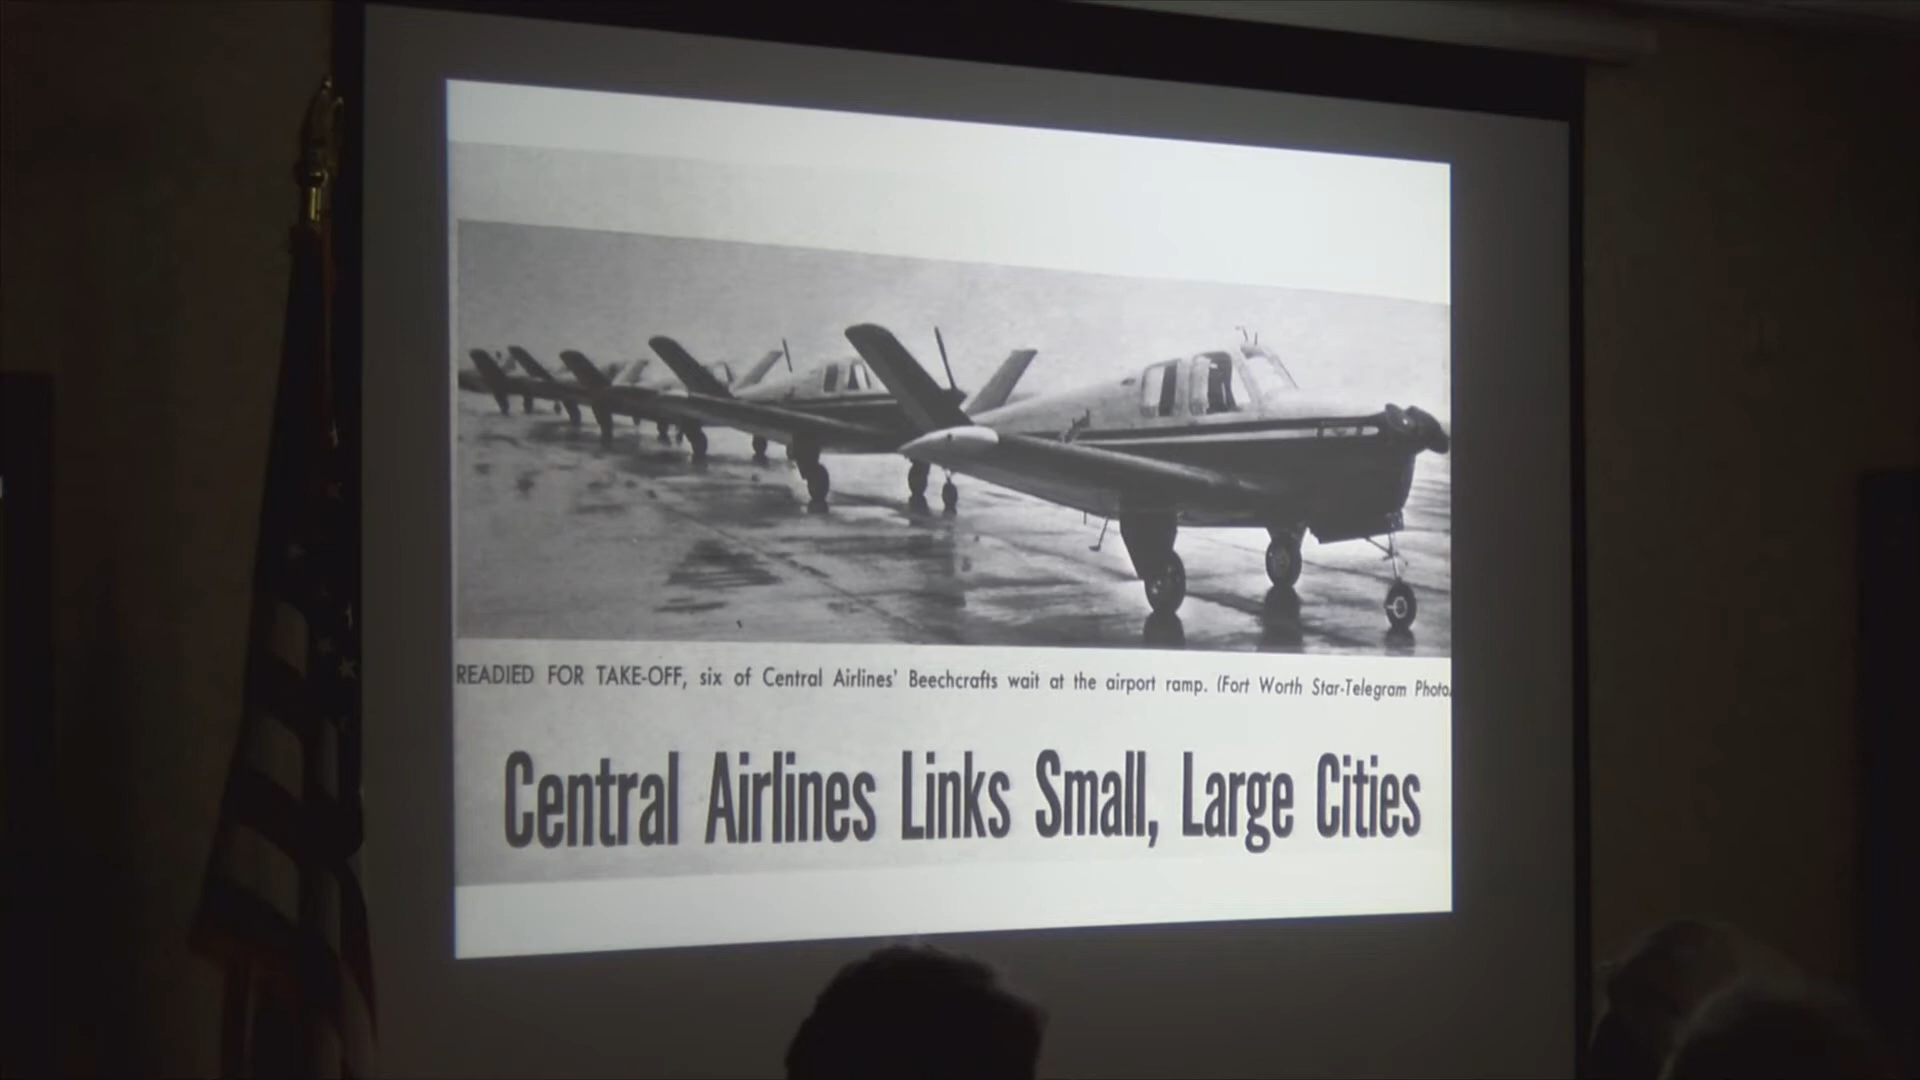 READIED FOR TAKE-OFF, six of Central Airlines' Beechcrafts wait at the airport ramp. (Fort Worth Star-Telegram Photo.
Central Airlines Links Small, Large Cities